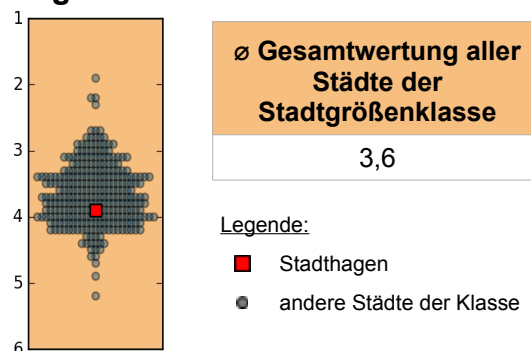 1
2
3
4
5
6
⌀ Gesamtwertung aller
Städte der
Stadtgrößenklasse
3,6
Legende:
Stadthagen
andere Städte der Klasse